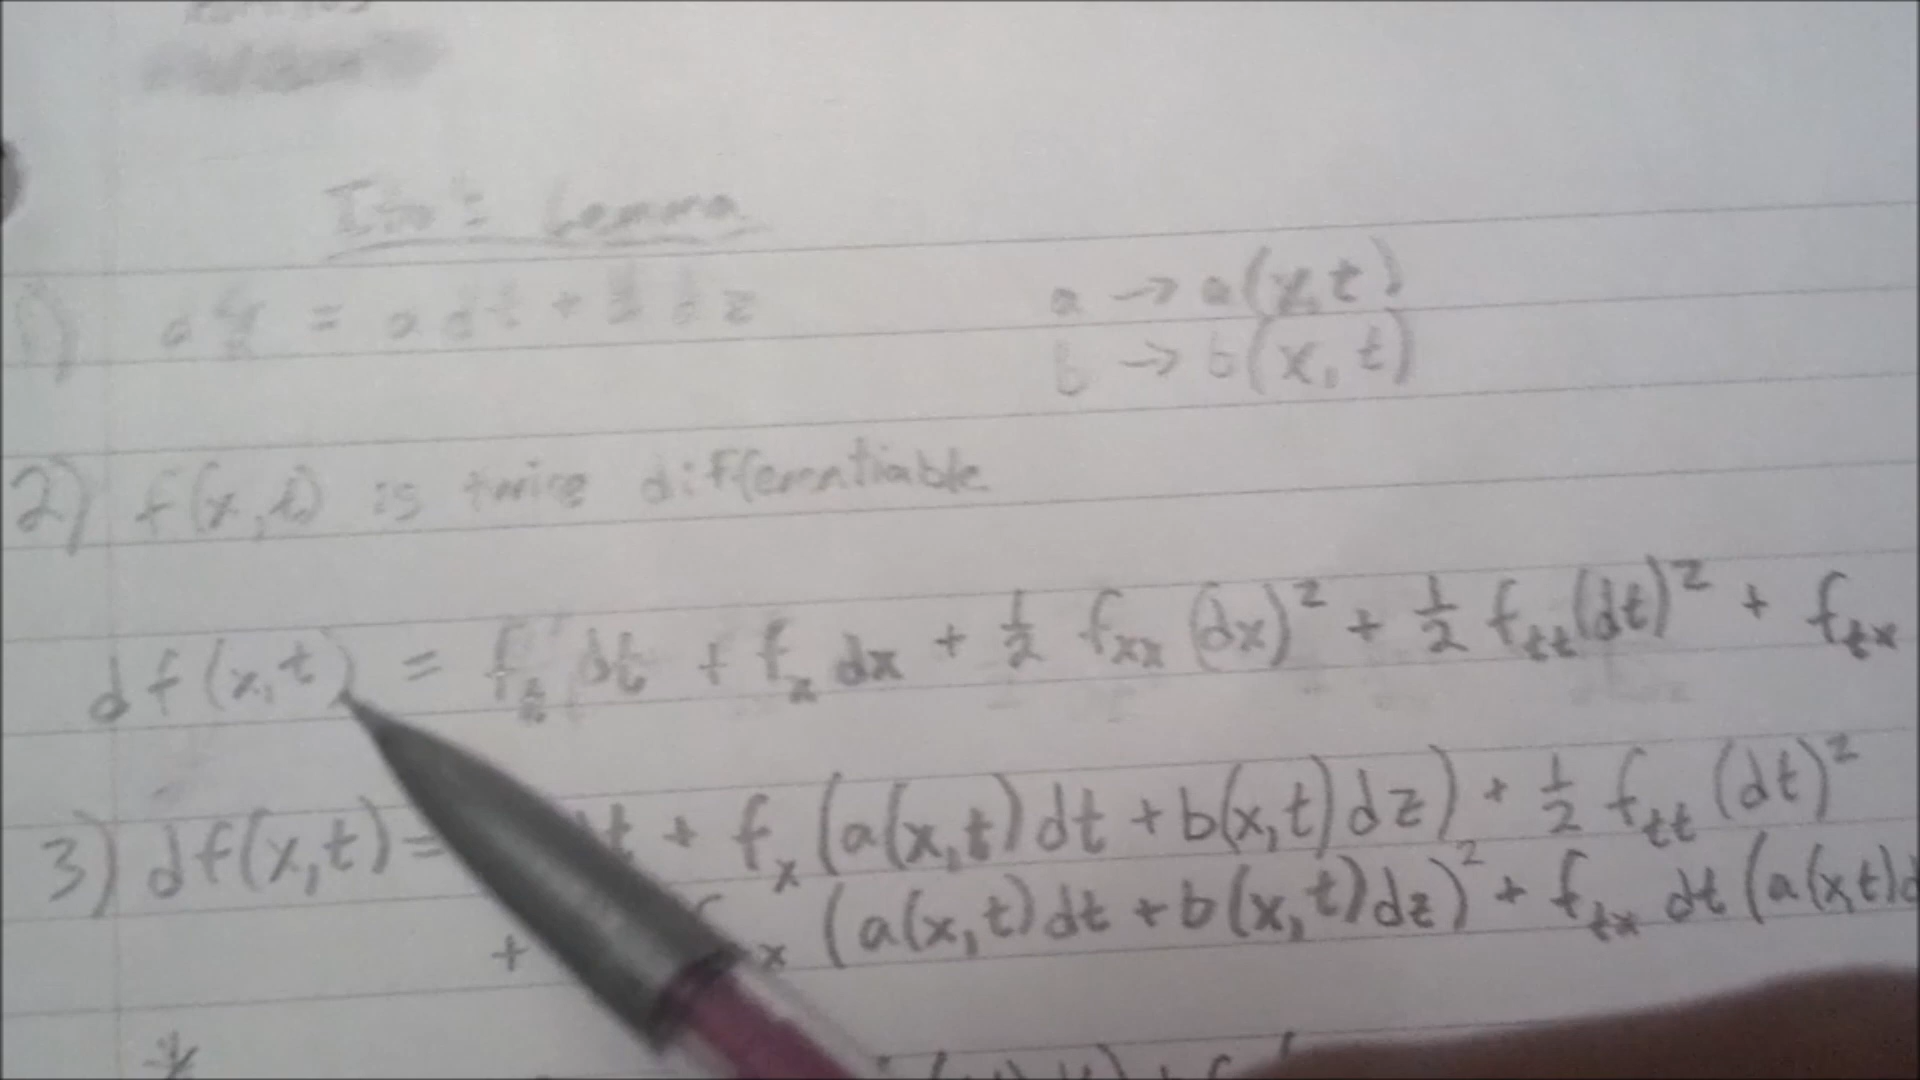 Ito's Lemma
1) dx = a dt + b dz
a → a(x,t)
b → b(x,t)
2) f(x,t) is twice differentiable
df(x,t) = f_t dt + f_x dx + 1/2 f_xx (dx)² + 1/2 f_tt (dt)² + f_tx
3) df(x,t) = dt + f_x (a(x,t)dt + b(x,t)dz) + 1/2 f_tt (dt)²
+ (a(x,t)dt + b(x,t)dz)² + f_tx dt (a(x,t)d